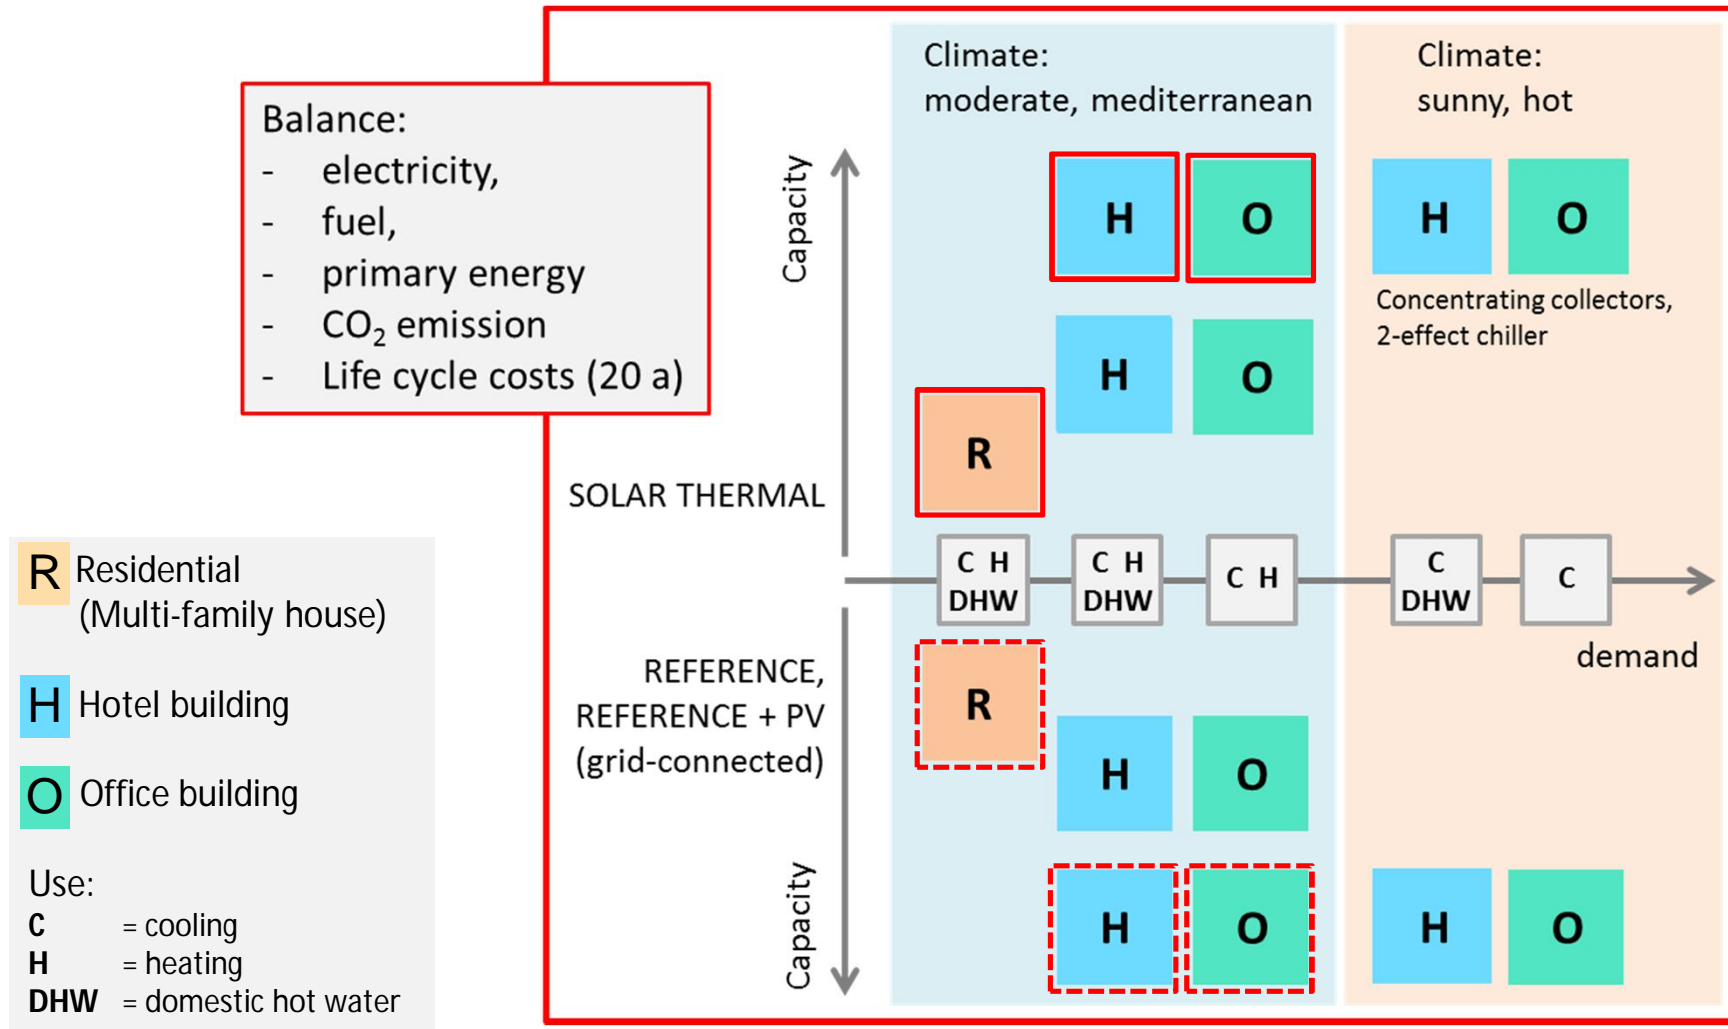 Balance:
- electricity,
- fuel,
- primary energy
- CO₂ emission
- Life cycle costs (20 a)
Climate:
moderate, mediterranean
Climate:
sunny, hot
Capacity
H O H O
Concentrating collectors,
2-effect chiller
H O
R
SOLAR THERMAL
C H
DHW
C H
DHW
C H
C
DHW
C
demand
REFERENCE,
REFERENCE + PV
(grid-connected)
R
H O
Capacity
H O H O
R Residential
(Multi-family house)
H Hotel building
O Office building
Use:
C = cooling
H = heating
DHW = domestic hot water